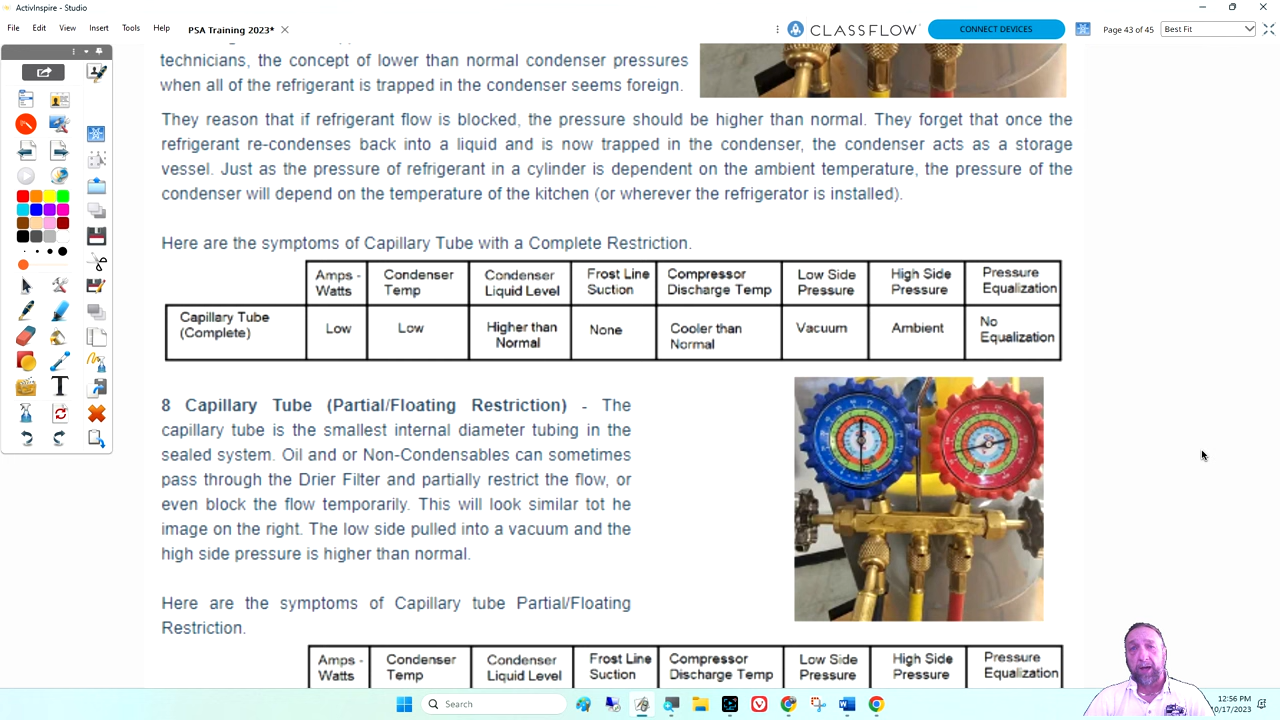 ActivInspire - Studio
File Edit View Insert Tools Help PSA Training 2023* CLASSFLOW CONNECT DEVICES Page 43 of 45 Best Fit
technicians, the concept of lower than normal condenser pressures
when all of the refrigerant is trapped in the condenser seems foreign.
They reason that if refrigerant flow is blocked, the pressure should be higher than normal. They forget that once the
refrigerant re-condenses back into a liquid and is now trapped in the condenser, the condenser acts as a storage
vessel. Just as the pressure of refrigerant in a cylinder is dependent on the ambient temperature, the pressure of the
condenser will depend on the temperature of the kitchen (or wherever the refrigerator is installed).
Here are the symptoms of Capillary Tube with a Complete Restriction.
Amps - Condenser Condenser Frost Line Compressor Low Side High Side Pressure
Watts Temp Liquid Level Suction Discharge Temp Pressure Pressure Equalization
Capillary Tube Low Low Higher than None Cooler than Vacuum Ambient No
(Complete) Normal Normal Equalization
8 Capillary Tube (Partial/Floating Restriction) - The
capillary tube is the smallest internal diameter tubing in the
sealed system. Oil and or Non-Condensables can sometimes
pass through the Drier Filter and partially restrict the flow, or
even block the flow temporarily. This will look similar tot he
image on the right. The low side pulled into a vacuum and the
high side pressure is higher than normal.
Here are the symptoms of Capillary tube Partial/Floating
Restriction.
Amps - Condenser Condenser Frost Line Compressor Low Side High Side Pressure
Watts Temp Liquid Level Suction Discharge Temp Pressure Pressure Equalization
Search
12:56 PM
10/17/2023